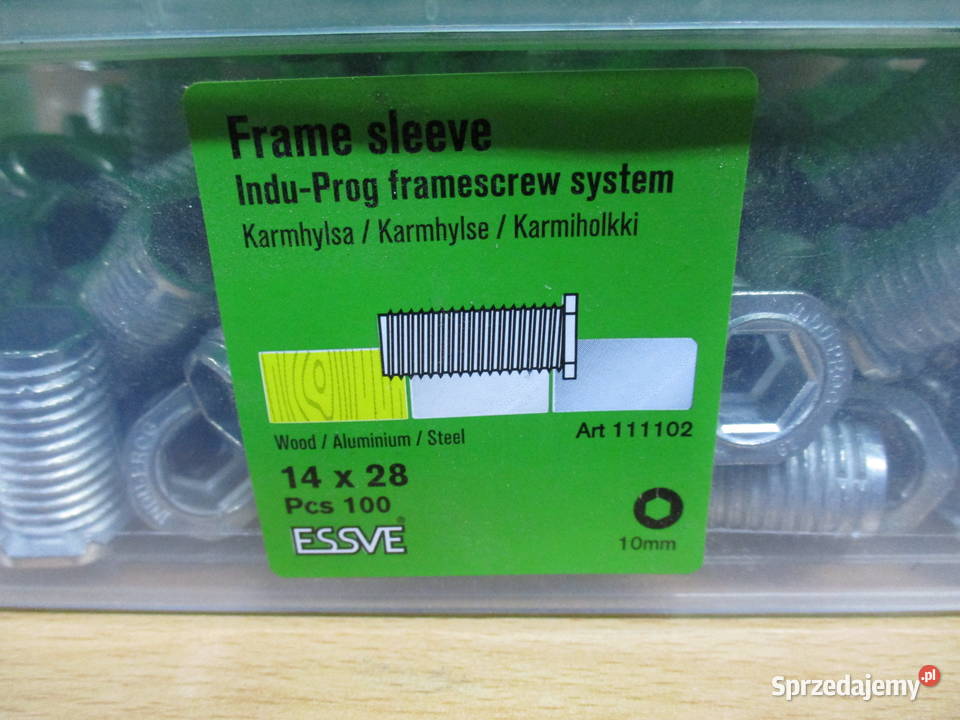 Frame sleeve
Indu-Prog framescrew system
Karmhylsa / Karmhylse / Karmiholkki
Wood / Aluminium / Steel
Art 111102
14 x 28
Pcs 100
ESSVE®
10mm
Sprzedajemy.pl